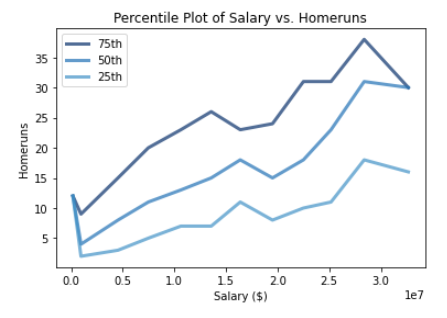 Percentile Plot of Salary vs. Homeruns
75th
50th
25th
Homeruns
35
30
25
20
15
10
5
0.0 0.5 1.0 1.5 2.0 2.5 3.0
1e7
Salary ($)